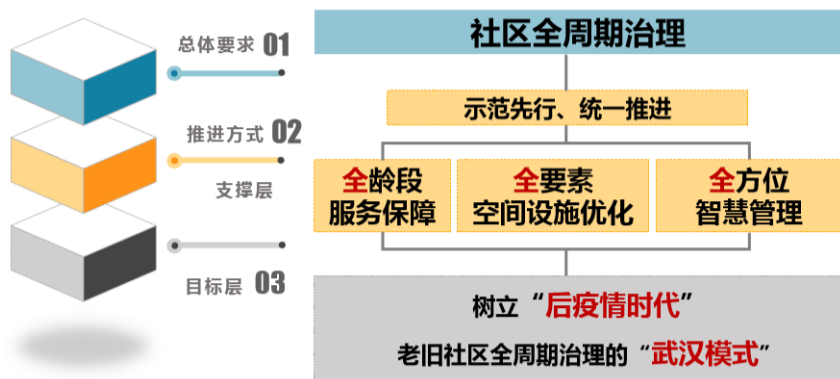 总体要求 01
社区全周期治理
示范先行、统一推进
推进方式 02
支撑层
全龄段
服务保障
全要素
空间设施优化
全方位
智慧管理
目标层 03
树立“后疫情时代”
老旧社区全周期治理的“武汉模式”